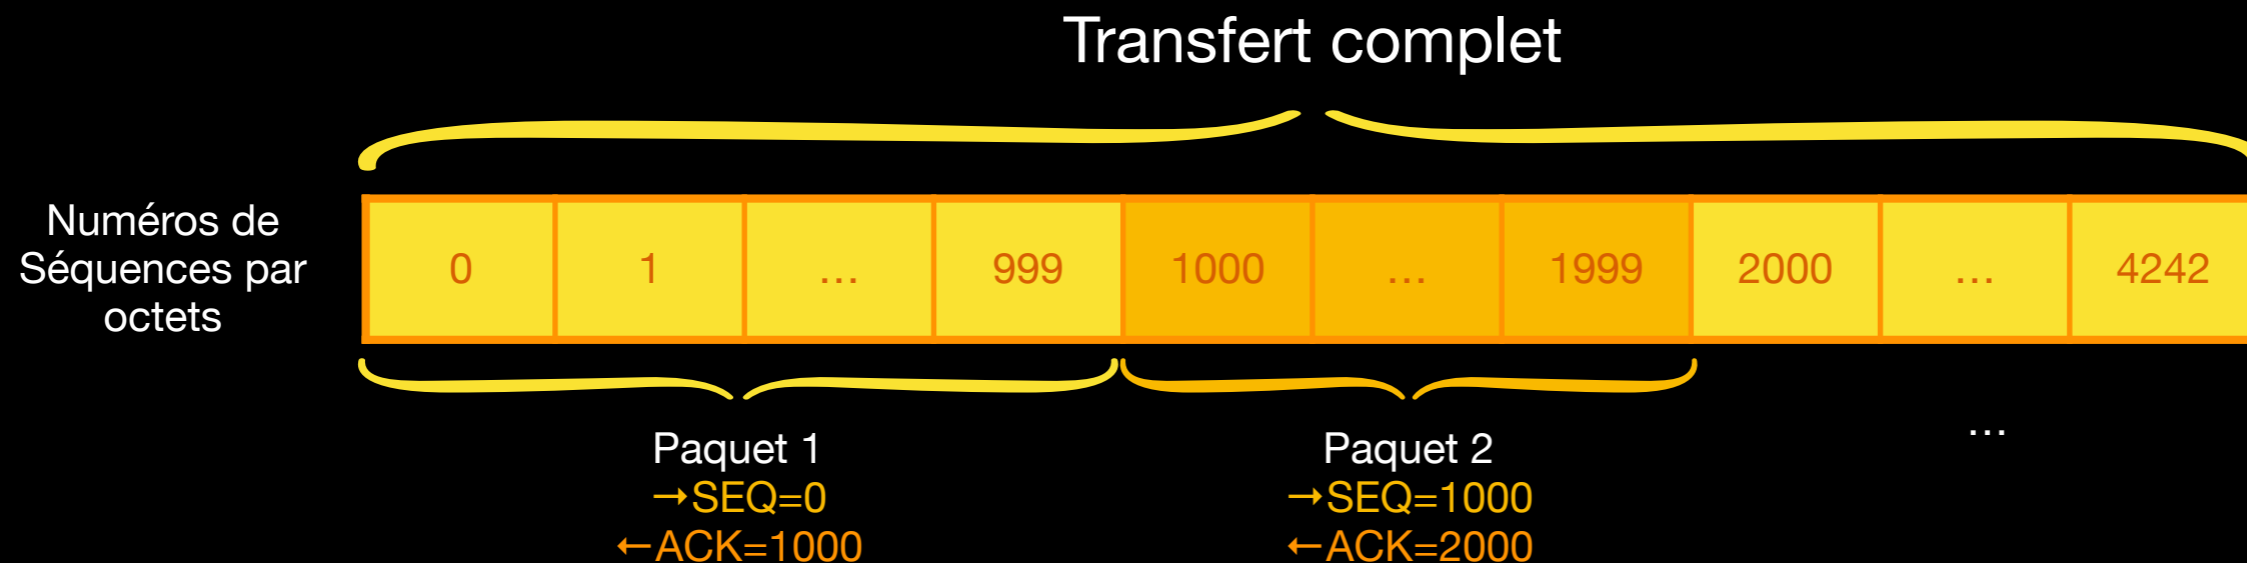 Transfert complet
Numéros de
Séquences par
octets
0 1 ... 999 1000 ... 1999 2000 ... 4242
Paquet 1
→SEQ=0
←ACK=1000
Paquet 2
→SEQ=1000
←ACK=2000
...